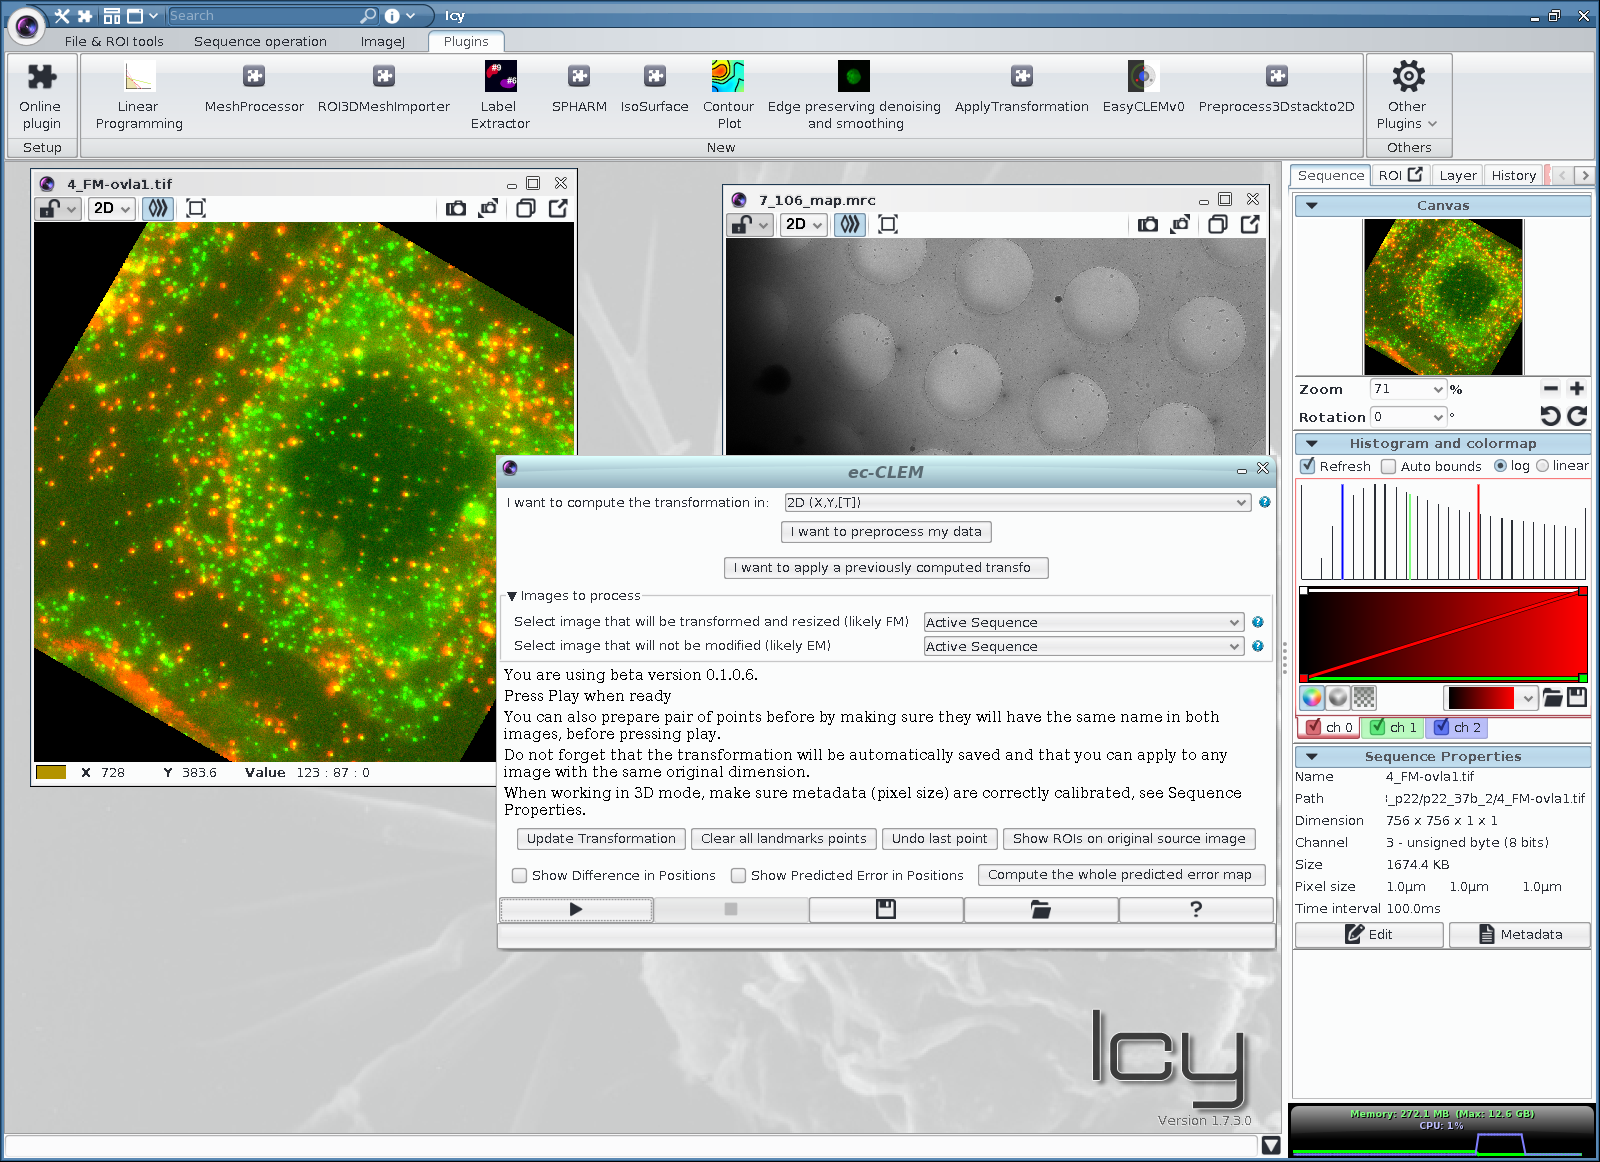 Search
Icy
File & ROI tools
Sequence operation
ImageJ
Plugins
Online plugin
Setup
Linear Programming
MeshProcessor
ROI3DMeshImporter
#9
#6
Label Extractor
SPHARM
IsoSurface
Contour Plot
Edge preserving denoising and smoothing
ApplyTransformation
EasyCLEMv0
Preprocess3Dstackto2D
New
Other Plugins
Others
4_FM-ovla1.tif
2D
X 728 Y 383.6 Value 123 : 87 : 0
7_106_map.mrc
2D
ec-CLEM
I want to compute the transformation in: 2D (X,Y,[T])
I want to preprocess my data
I want to apply a previously computed transfo
▼ Images to process
Select image that will be transformed and resized (likely FM) Active Sequence
Select image that will not be modified (likely EM) Active Sequence
You are using beta version 0.1.0.6.
Press Play when ready
You can also prepare pair of points before by making sure they will have the same name in both
images, before pressing play.
Do not forget that the transformation will be automatically saved and that you can apply to any
image with the same original dimension.
When working in 3D mode, make sure metadata (pixel size) are correctly calibrated, see Sequence
Properties.
Update Transformation
Clear all landmarks points
Undo last point
Show ROIs on original source image
Show Difference in Positions
Show Predicted Error in Positions
Compute the whole predicted error map
?
Icy
Version 1.7.3.0
Sequence
ROI
Layer
History
Canvas
Zoom 71 %
Rotation 0 °
Histogram and colormap
Refresh
Auto bounds
log
linear
ch 0
ch 1
ch 2
Sequence Properties
Name 4_FM-ovla1.tif
Path _p22/p22_37b_2/4_FM-ovla1.tif
Dimension 756 x 756 x 1 x 1
Channel 3 - unsigned byte (8 bits)
Size 1674.4 KB
Pixel size 1.0µm 1.0µm 1.0µm
Time interval 100.0ms
Edit
Metadata
Memory: 272.1 MB (Max: 12.6 GB)
CPU: 1%